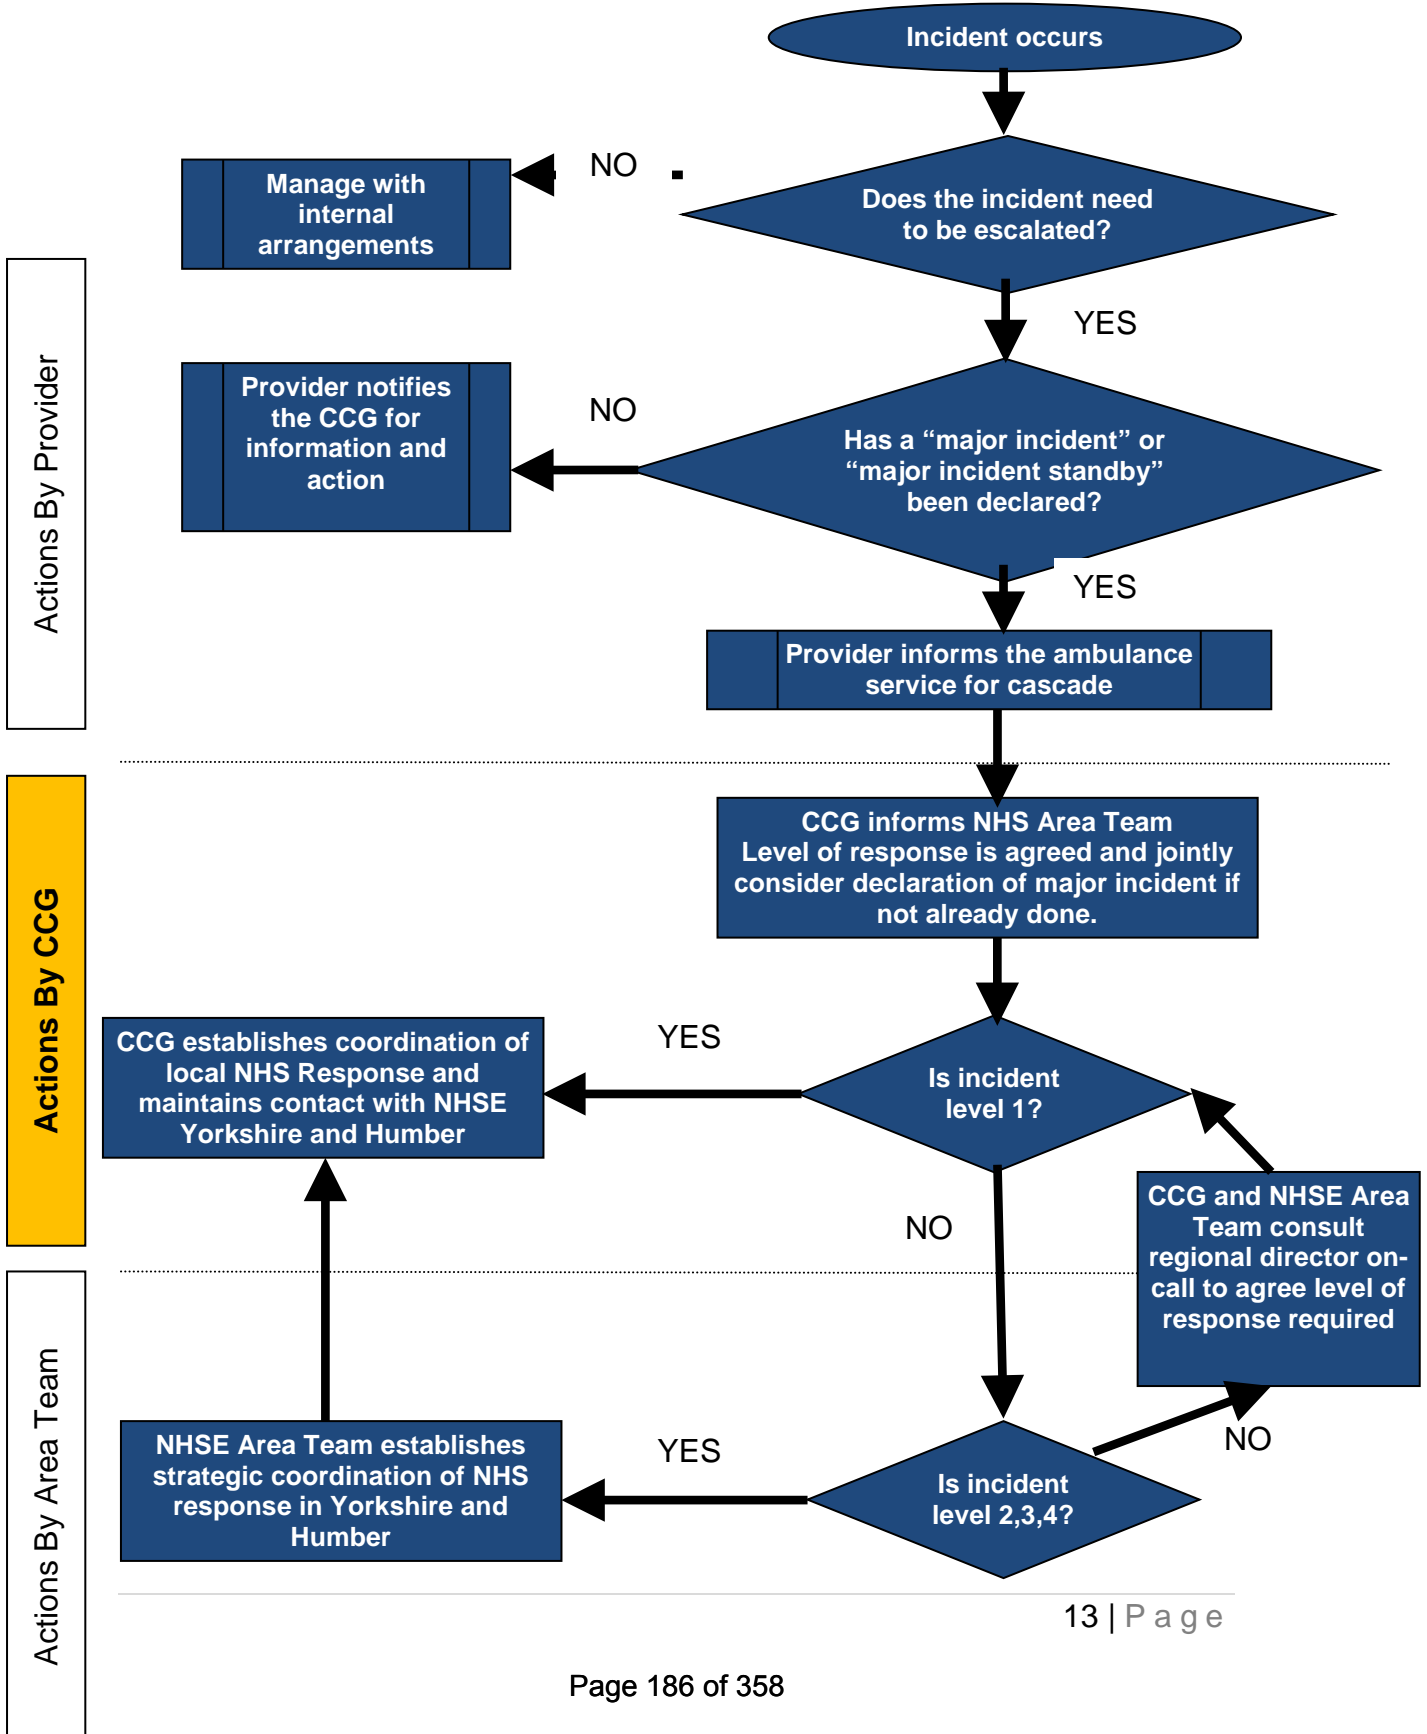 Incident occurs
NO
Manage with
internal
arrangements
Does the incident need
to be escalated?
YES
Actions By Provider
Provider notifies
the CCG for
information and
action
NO
Has a “major incident” or
“major incident standby”
been declared?
YES
Provider informs the ambulance
service for cascade
Actions By CCG
CCG informs NHS Area Team
Level of response is agreed and jointly
consider declaration of major incident if
not already done.
CCG establishes coordination of
local NHS Response and
maintains contact with NHSE
Yorkshire and Humber
YES
Is incident
level 1?
NO
CCG and NHSE Area
Team consult
regional director on-
call to agree level of
response required
Actions By Area Team
NHSE Area Team establishes
strategic coordination of NHS
response in Yorkshire and
Humber
YES
Is incident
level 2,3,4?
NO
13 | P a g e
Page 186 of 358